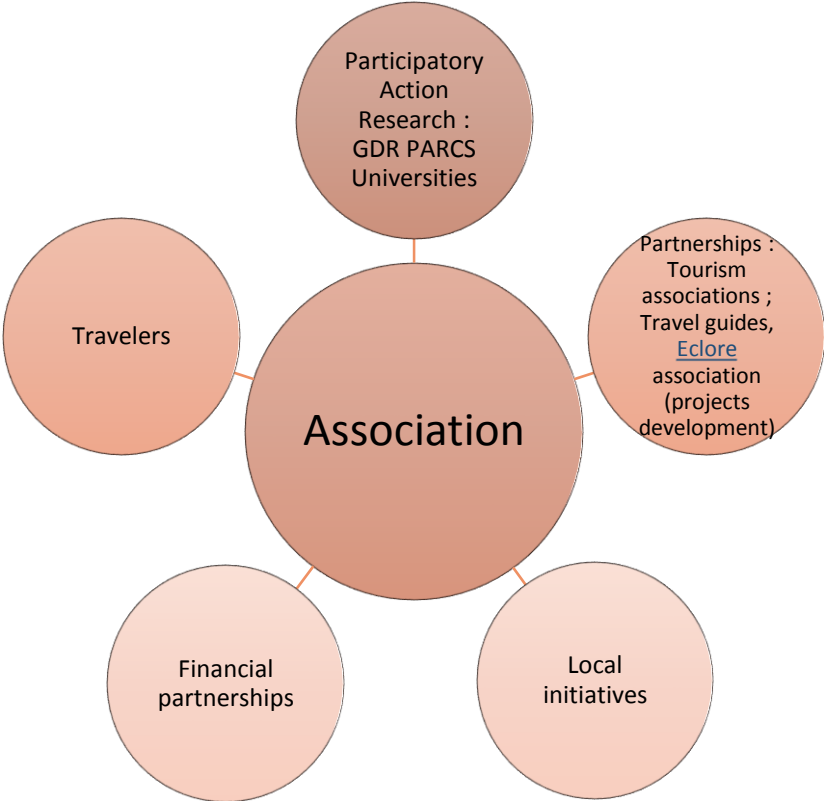 Participatory
Action
Research :
GDR PARCS
Universities
Partnerships :
Tourism
associations ;
Travel guides,
Eclore
association
(projects
development)
Travelers
Association
Financial
partnerships
Local
initiatives